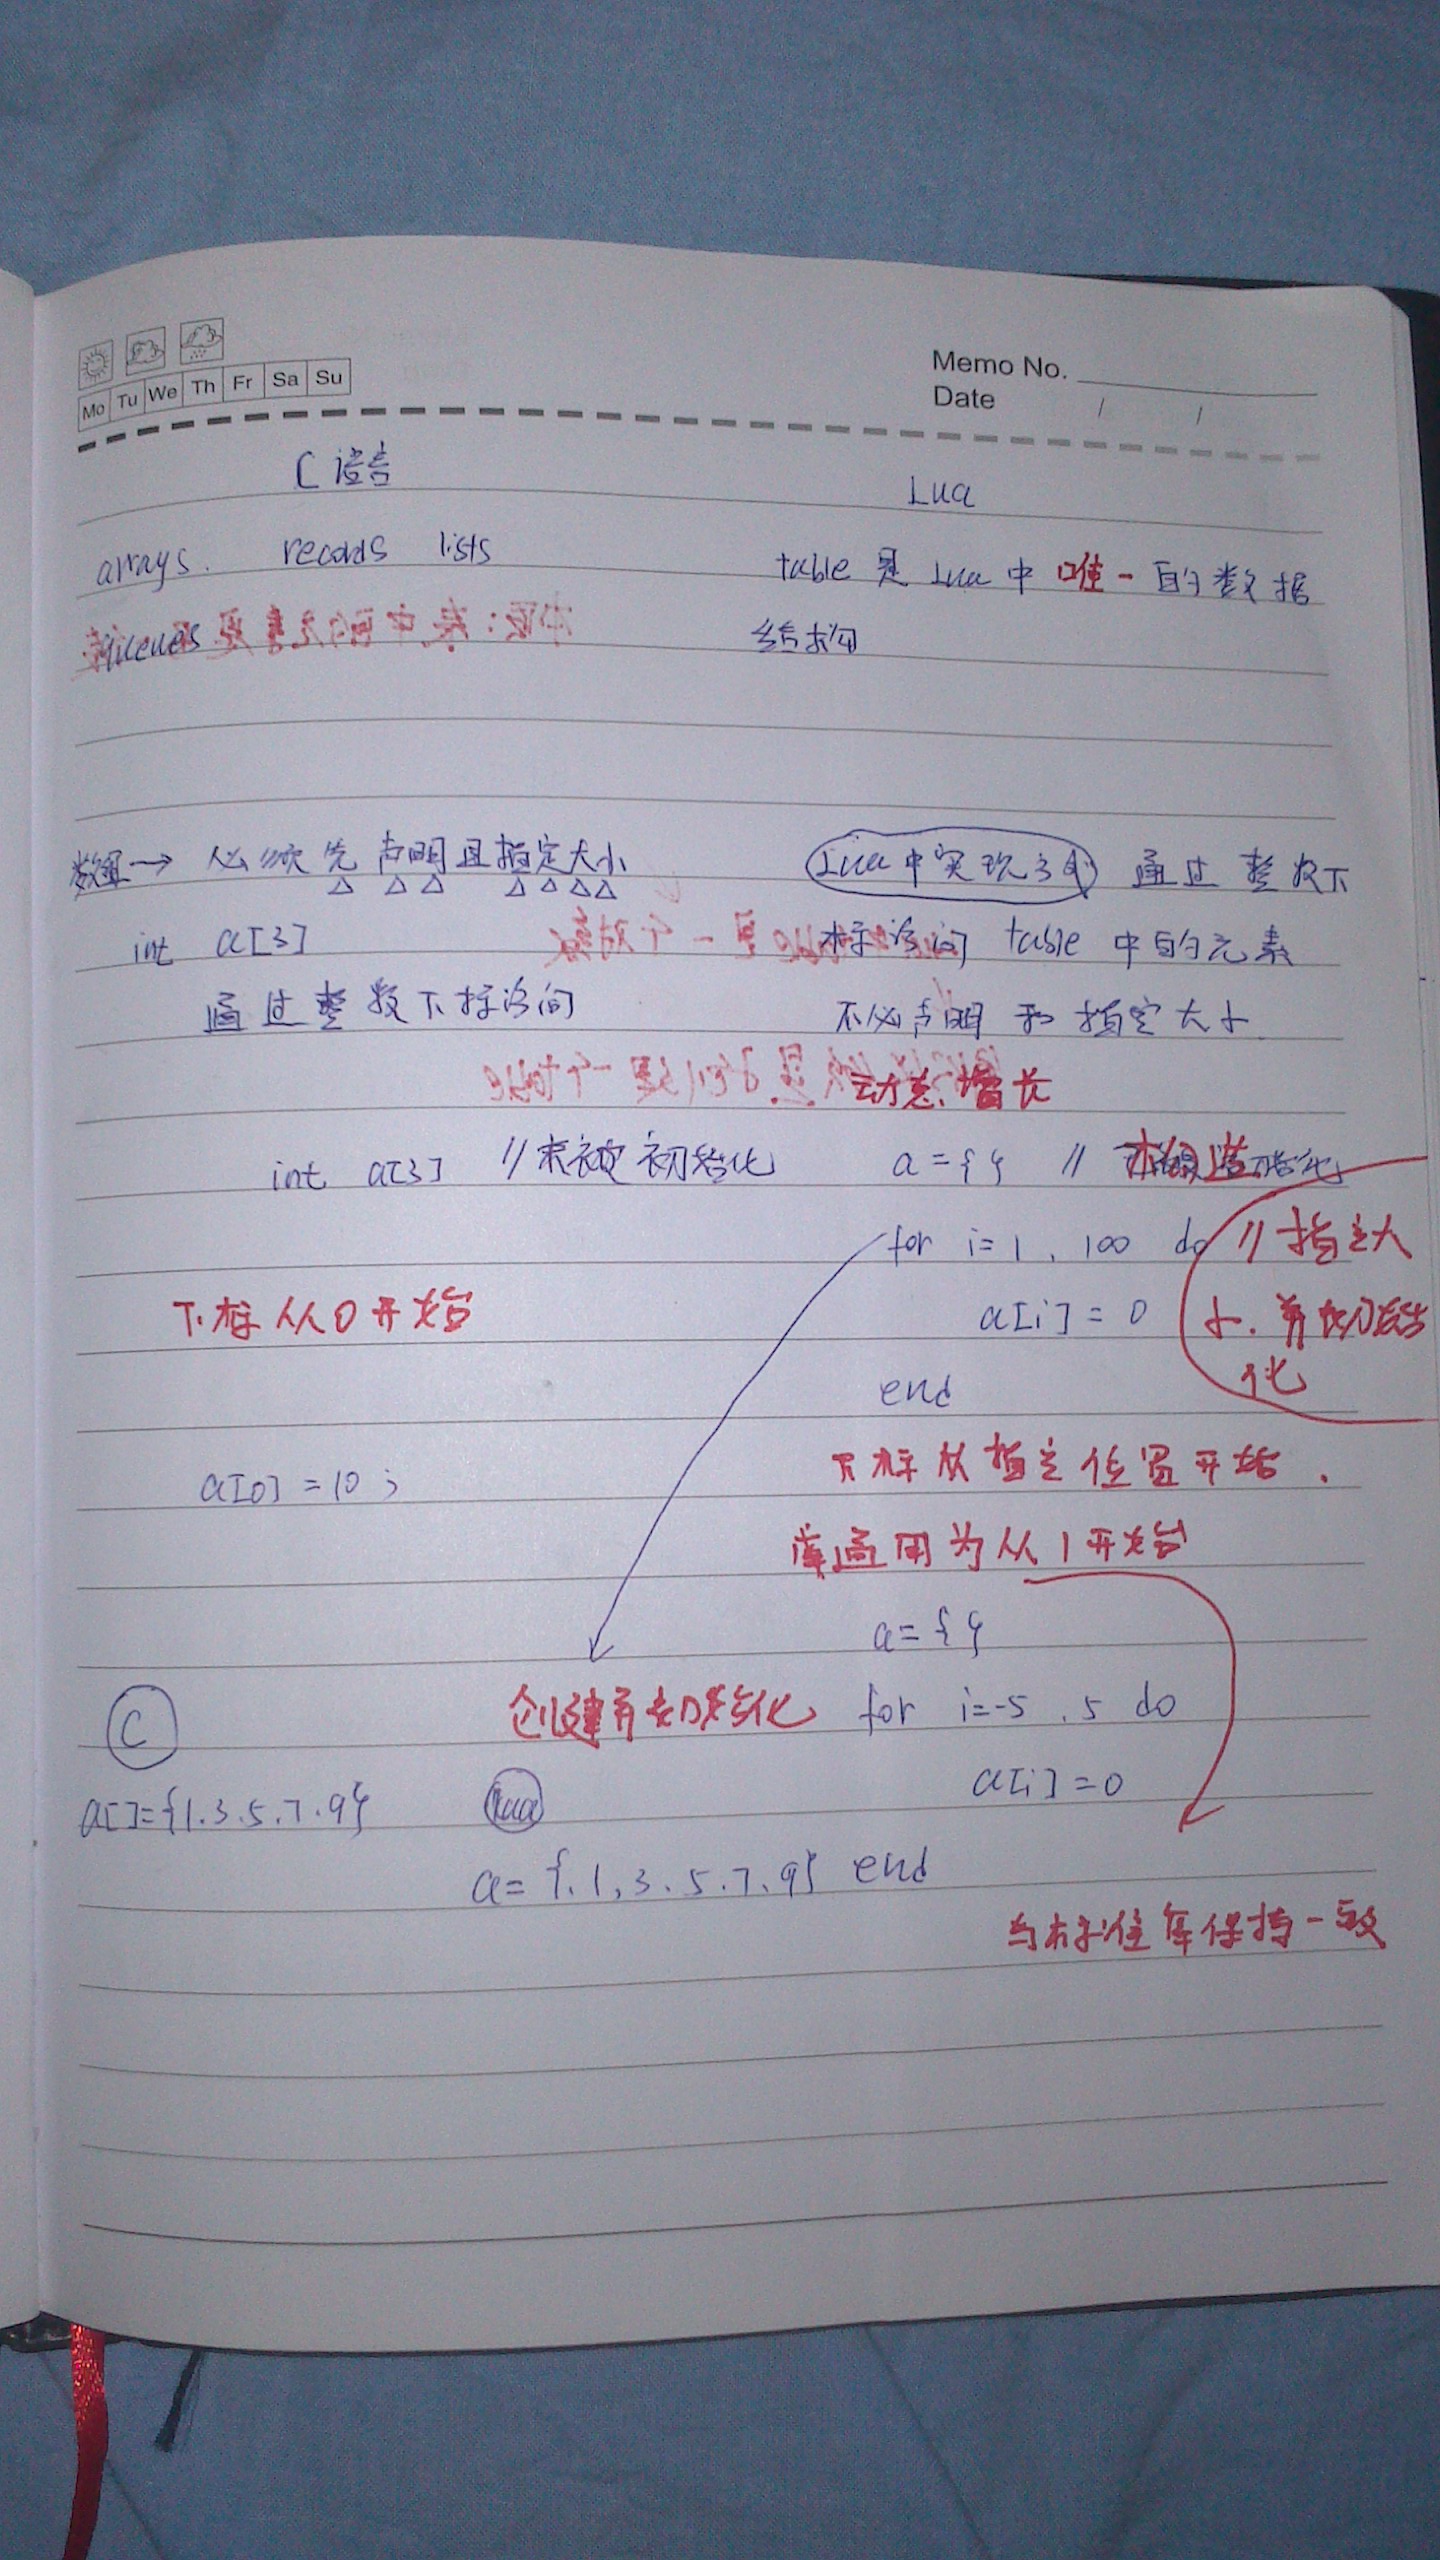 Mo Tu We Th Fr Sa Su
Memo No.
Date / /
C语言
Lua
arrays. records lists
queues
table 是 Lua 中 唯一 的 数据
结构
数组→ 必须先声明且指定大小
int a[3]
通过整数下标访问
Lua中实现方式 通过 整数下
标访问 table 中的元素
不必声明 和 指定大小
动态增长
int a[3] //未被初始化
a={} //
for i=1, 100 do //指定大
a[i]=0 小.并初始
化
end
下标从0开始
a[0]=10;
下标从指定位置开始.
库通用为从1开始
a={}
创建并初始化
for i=-5, 5 do
a[i]=0
end
C
a[]={1.3.5.7.9}
Lua
a={.1,3.5.7.9}
与标准库保持一致